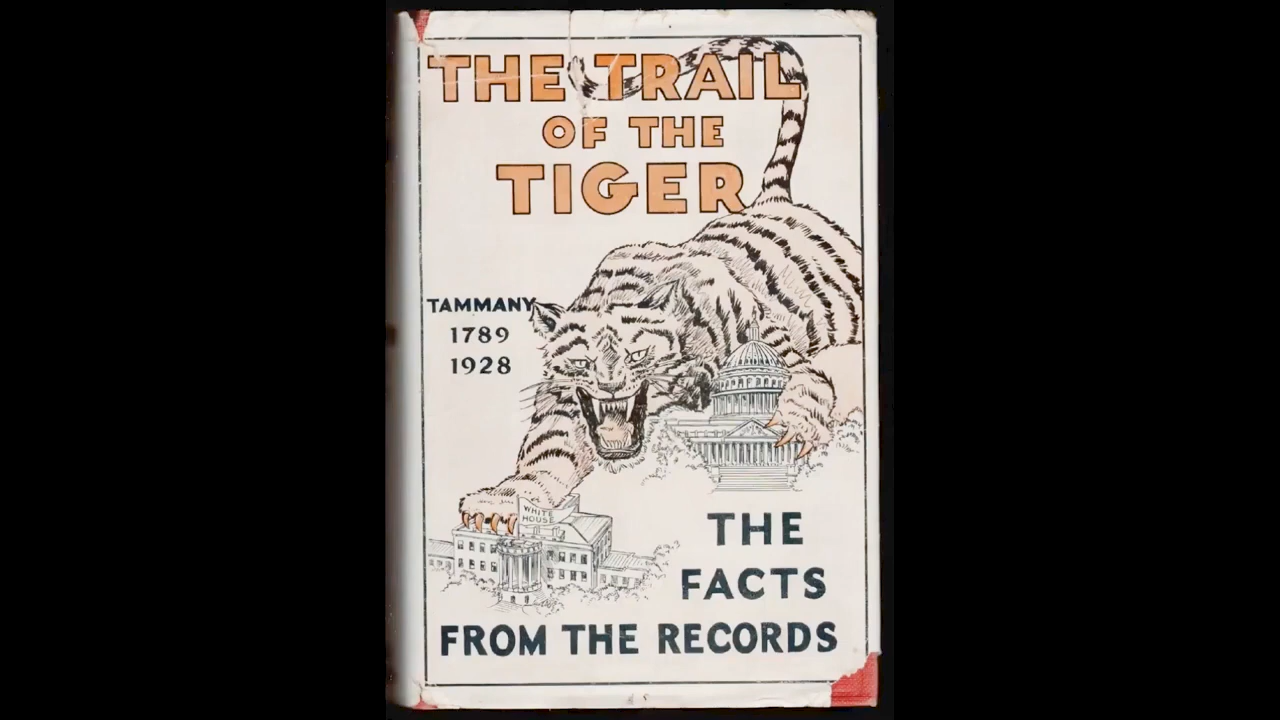 THE TRAIL
OF THE
TIGER
TAMMANY
1789
1928
WHITE
HOUSE
THE
FACTS
FROM THE RECORDS